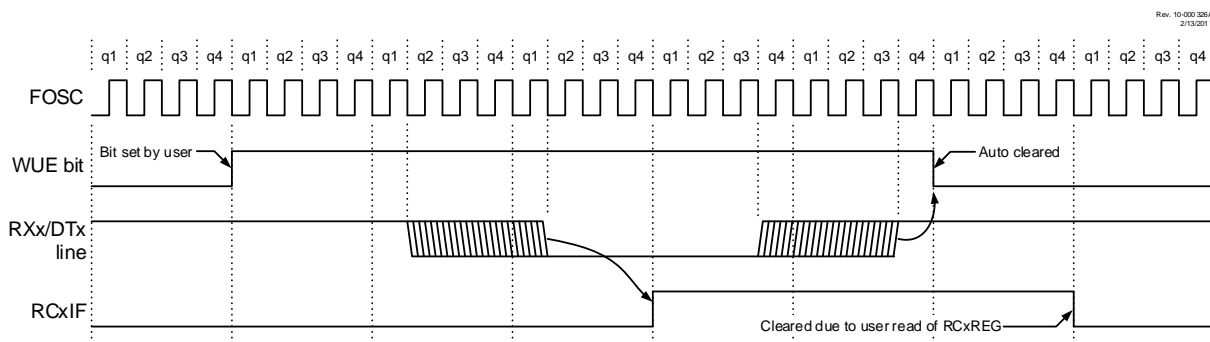 Rev. 10-000 326/
2/13/201
q1 q2 q3 q4 q1 q2 q3 q4 q1 q2 q3 q4 q1 q2 q3 q4 q1 q2 q3 q4 q1 q2 q3 q4 q1 q2 q3 q4 q1 q2 q3 q4
FOSC
WUE bit
Bit set by user
Auto cleared
RXx/DTx
line
RCxIF
Cleared due to user read of RCxREG